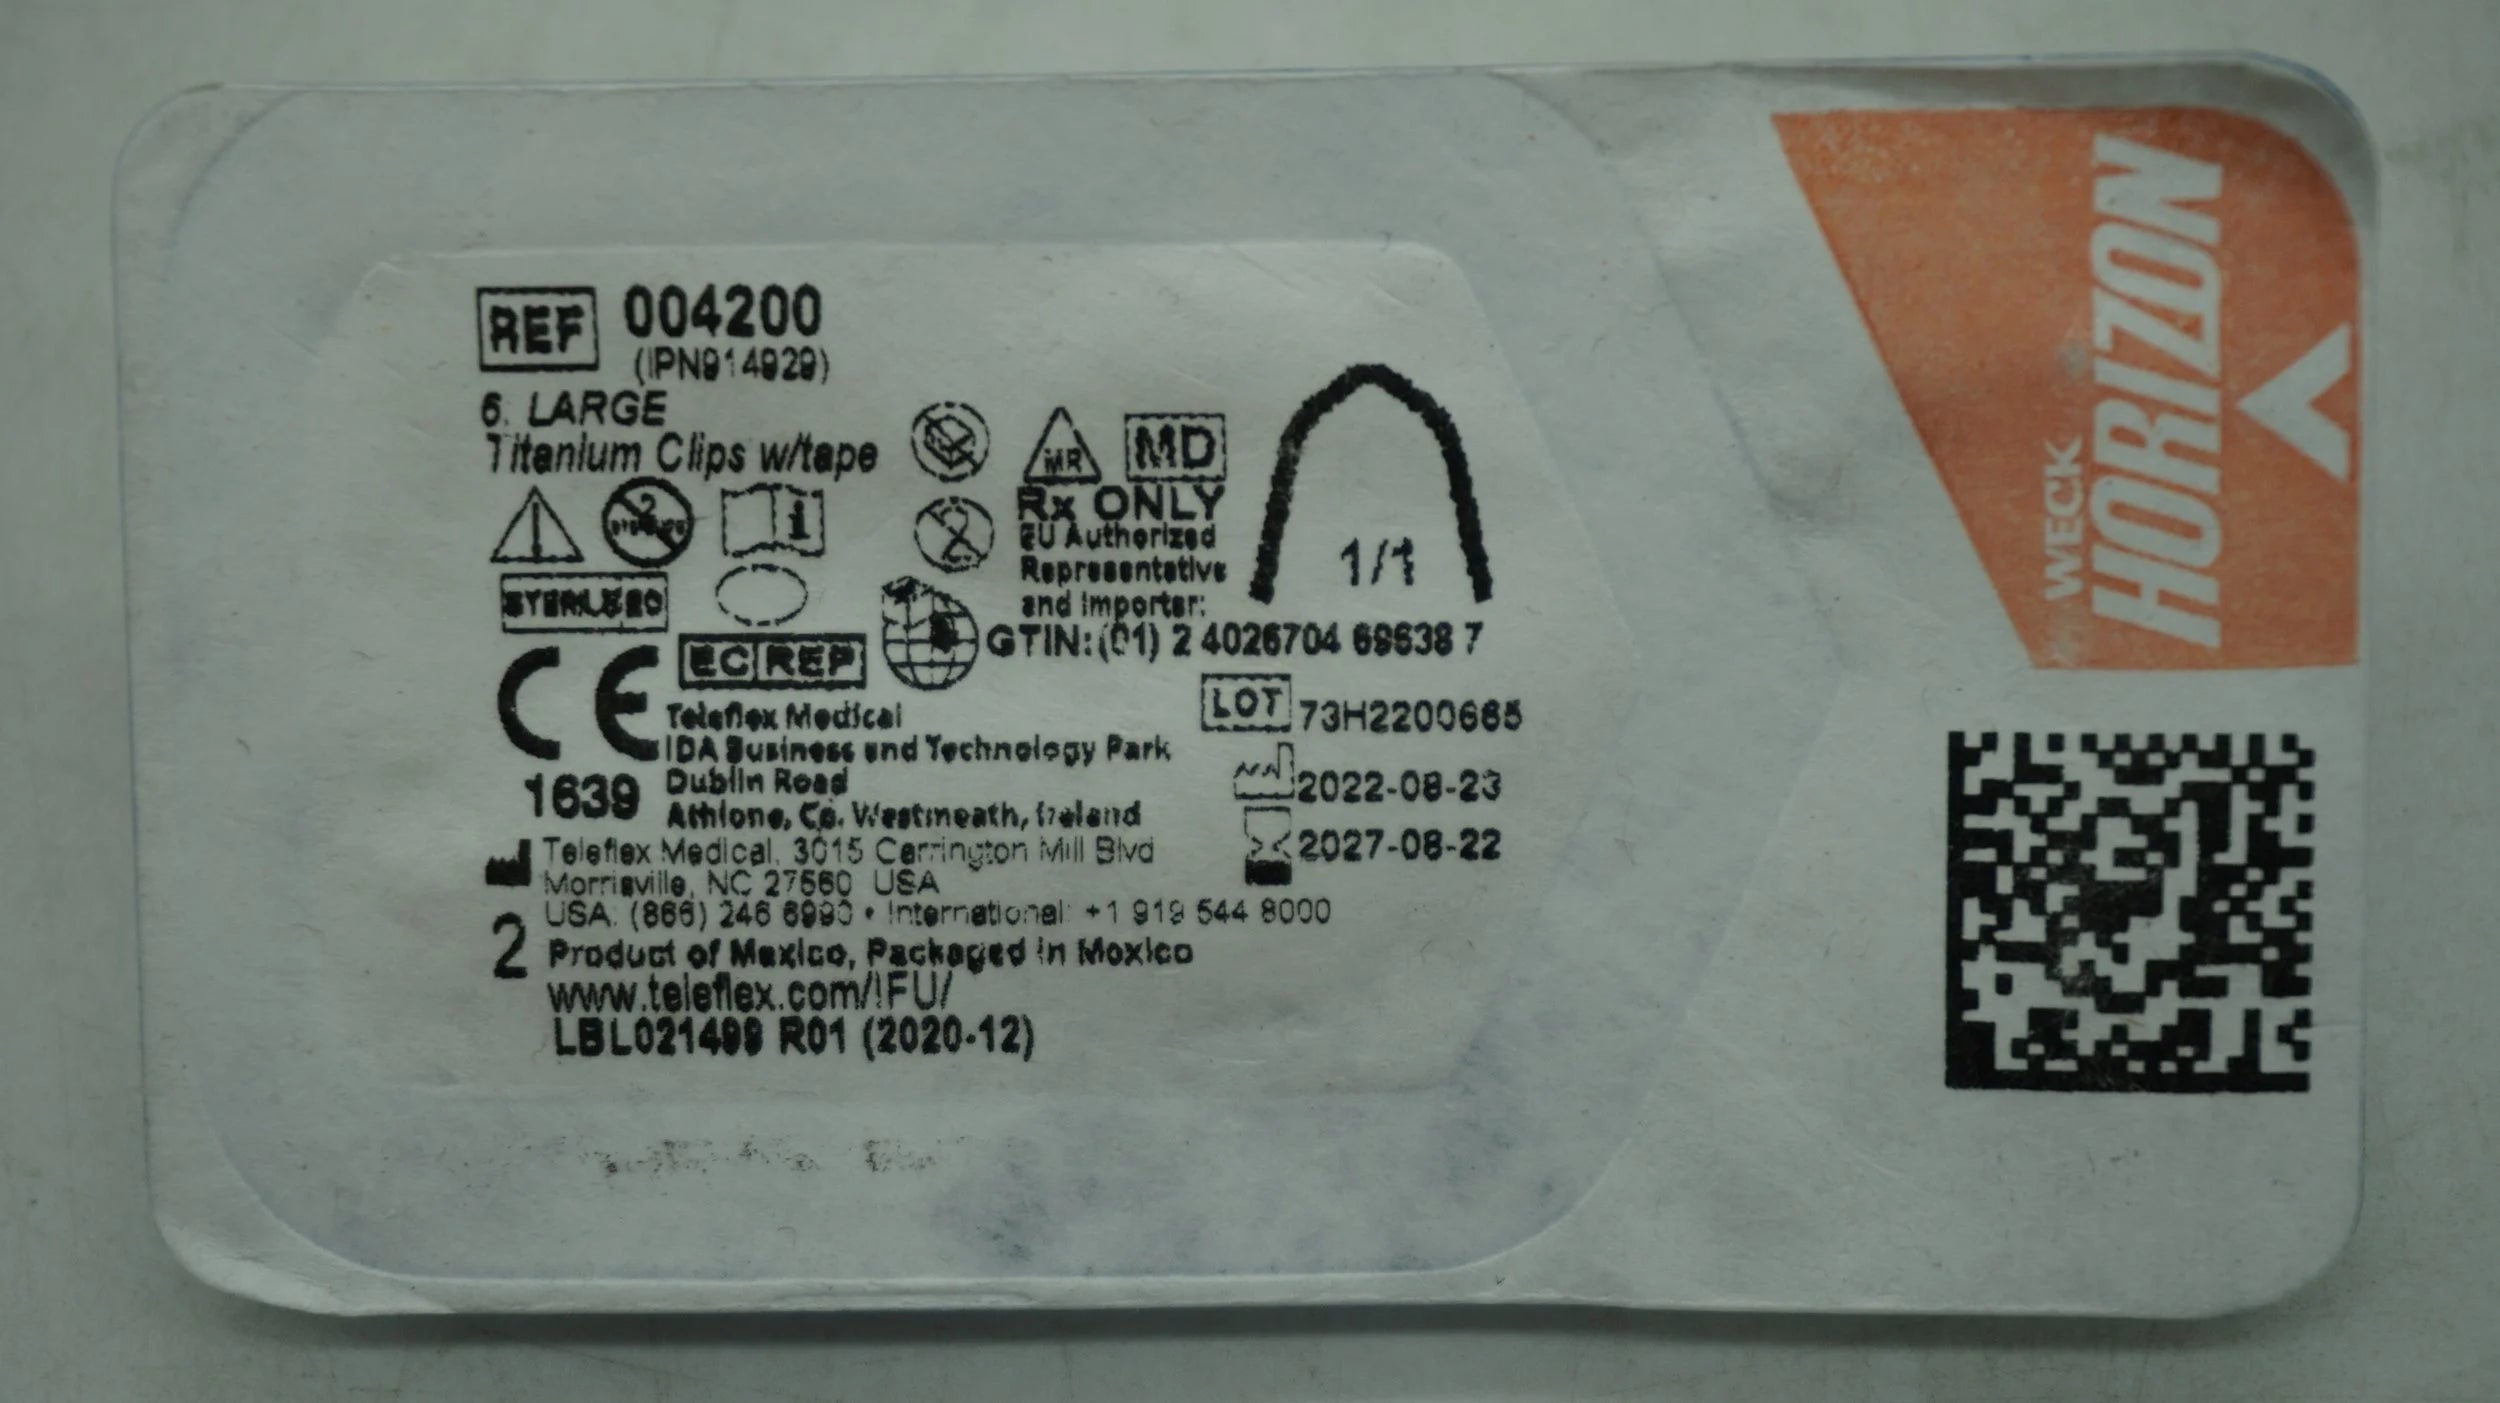 REF 004200
(IPN914929)
6. LARGE
Titanium Clips w/tape
MR MD
Rx ONLY
EU Authorized
Representative
and Importer:
1/1
STERILE EO
GTIN: (01) 2 4026704 69638 7
EC REP
CE
1639
Teleflex Medical
IDA Business and Technology Park
Dublin Road
Athlone, Co. Westmeath, Ireland
LOT 73H2200665
2022-08-23
2027-08-22
Teleflex Medical, 3015 Carrington Mill Blvd
Morrisville, NC 27560 USA
USA: (866) 246 6990 • International: +1 919 544 8000
2
Product of Mexico, Packaged in Mexico
www.teleflex.com/IFU/
LBL021499 R01 (2020-12)
WECK
HORIZON